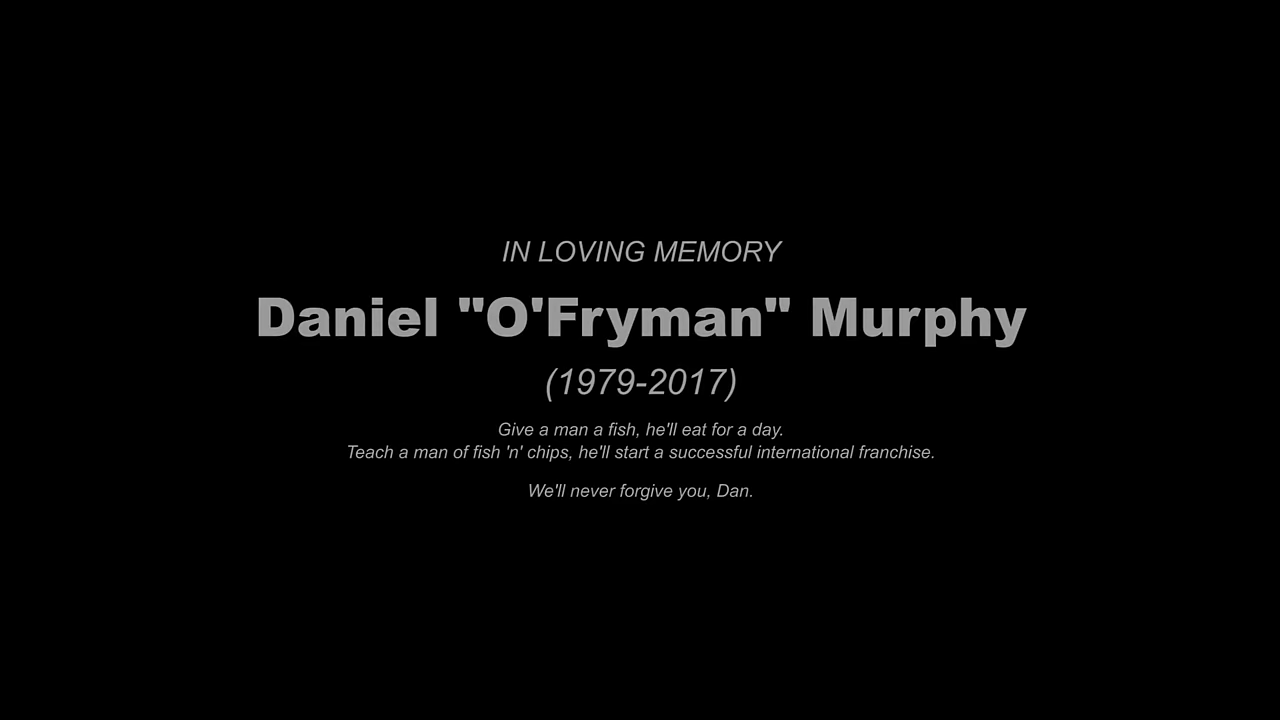 IN LOVING MEMORY
Daniel "O'Fryman" Murphy
(1979-2017)
Give a man a fish, he'll eat for a day.
Teach a man of fish 'n' chips, he'll start a successful international franchise.
We'll never forgive you, Dan.